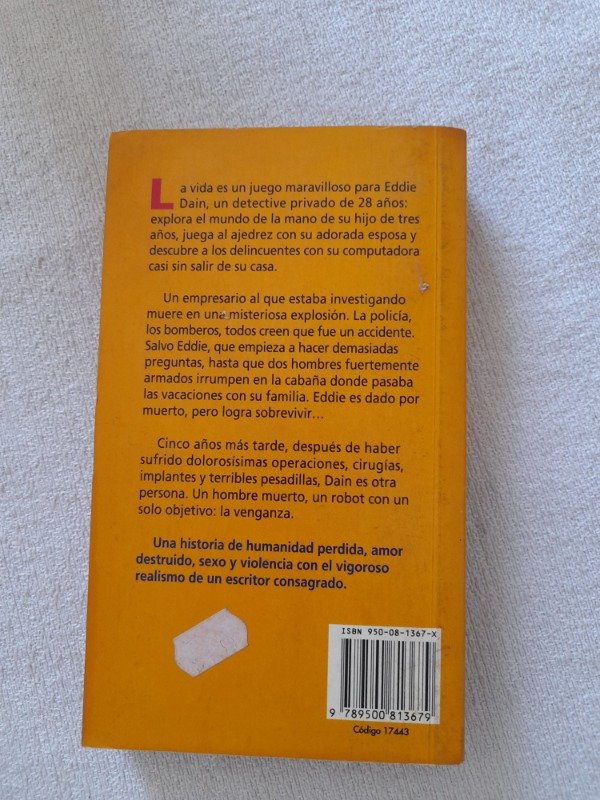 La vida es un juego maravilloso para Eddie
Dain, un detective privado de 28 años:
explora el mundo de la mano de su hijo de tres
años, juega al ajedrez con su adorada esposa y
descubre a los delincuentes con su computadora
casi sin salir de su casa.
Un empresario al que estaba investigando
muere en una misteriosa explosión. La policía,
los bomberos, todos creen que fue un accidente.
Salvo Eddie, que empieza a hacer demasiadas
preguntas, hasta que dos hombres fuertemente
armados irrumpen en la cabaña donde pasaba
las vacaciones con su familia. Eddie es dado por
muerto, pero logra sobrevivir...
Cinco años más tarde, después de haber
sufrido dolorosísimas operaciones, cirugías,
implantes y terribles pesadillas, Dain es otra
persona. Un hombre muerto, un robot con un
solo objetivo: la venganza.
Una historia de humanidad perdida, amor
destruido, sexo y violencia con el vigoroso
realismo de un escritor consagrado.
ISBN 950-08-1367-X
9 789500 813679
Código 17443